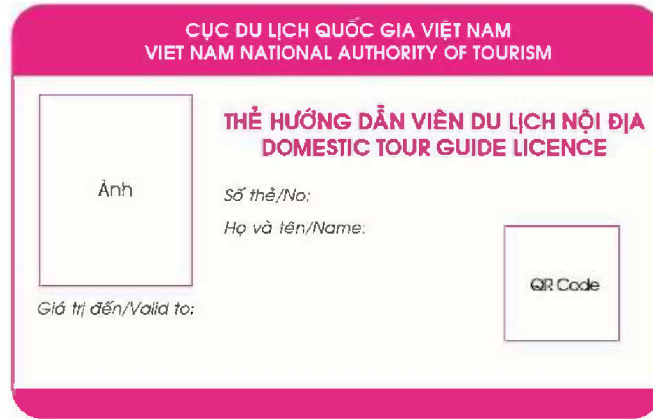 CỤC DU LỊCH QUỐC GIA VIỆT NAM
VIET NAM NATIONAL AUTHORITY OF TOURISM
THẺ HƯỚNG DẪN VIÊN DU LỊCH NỘI ĐỊA
DOMESTIC TOUR GUIDE LICENCE
Ảnh
Số thẻ/No:
Họ và tên/Name:
QR Code
Giá trị đến/Valid to: